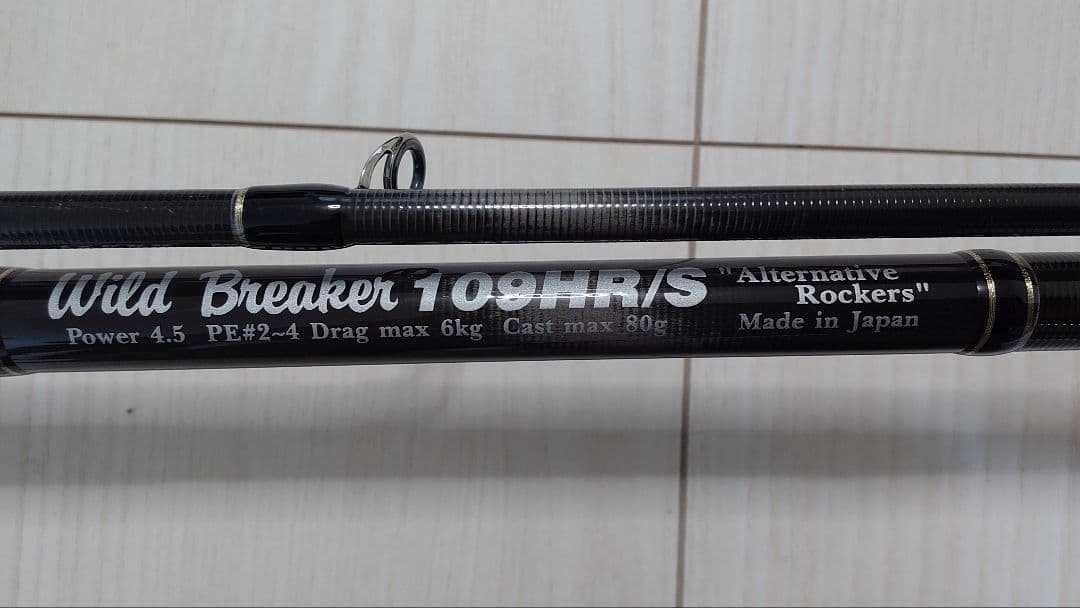 Wild Breaker 109HR/S "Alternative Rockers"
Power 4.5 PE#2~4 Drag max 6kg Cast max 80g Made in Japan